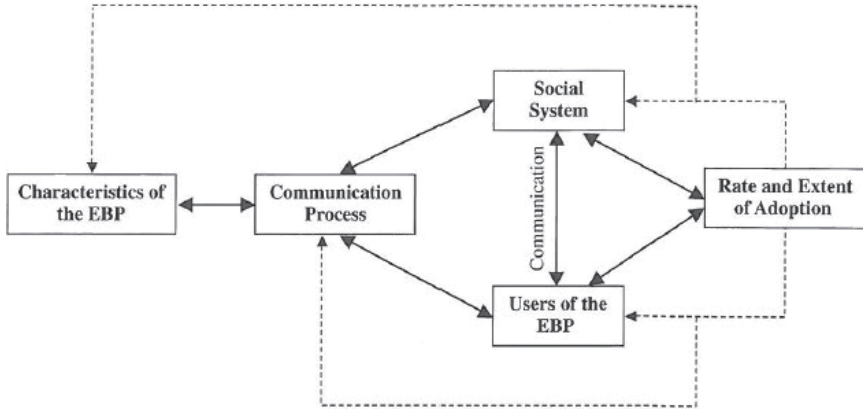 Social
System
Characteristics of
the EBP
Communication
Process
Communication
Rate and Extent
of Adoption
Users of the
EBP